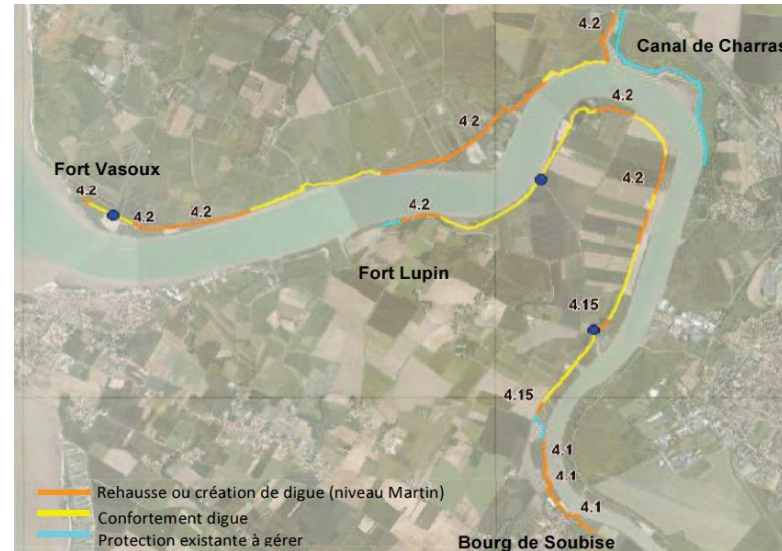 4.2
Canal de Charras
4.2
4.2
Fort Vasoux
4.2
4.2
4.2
4.2
4.2
Fort Lupin
4.15
4.15
4.1
4.1
4.1
Rehausse ou création de digue (niveau Martin)
Confortement digue
Protection existante à gérer
Bourg de Soubise